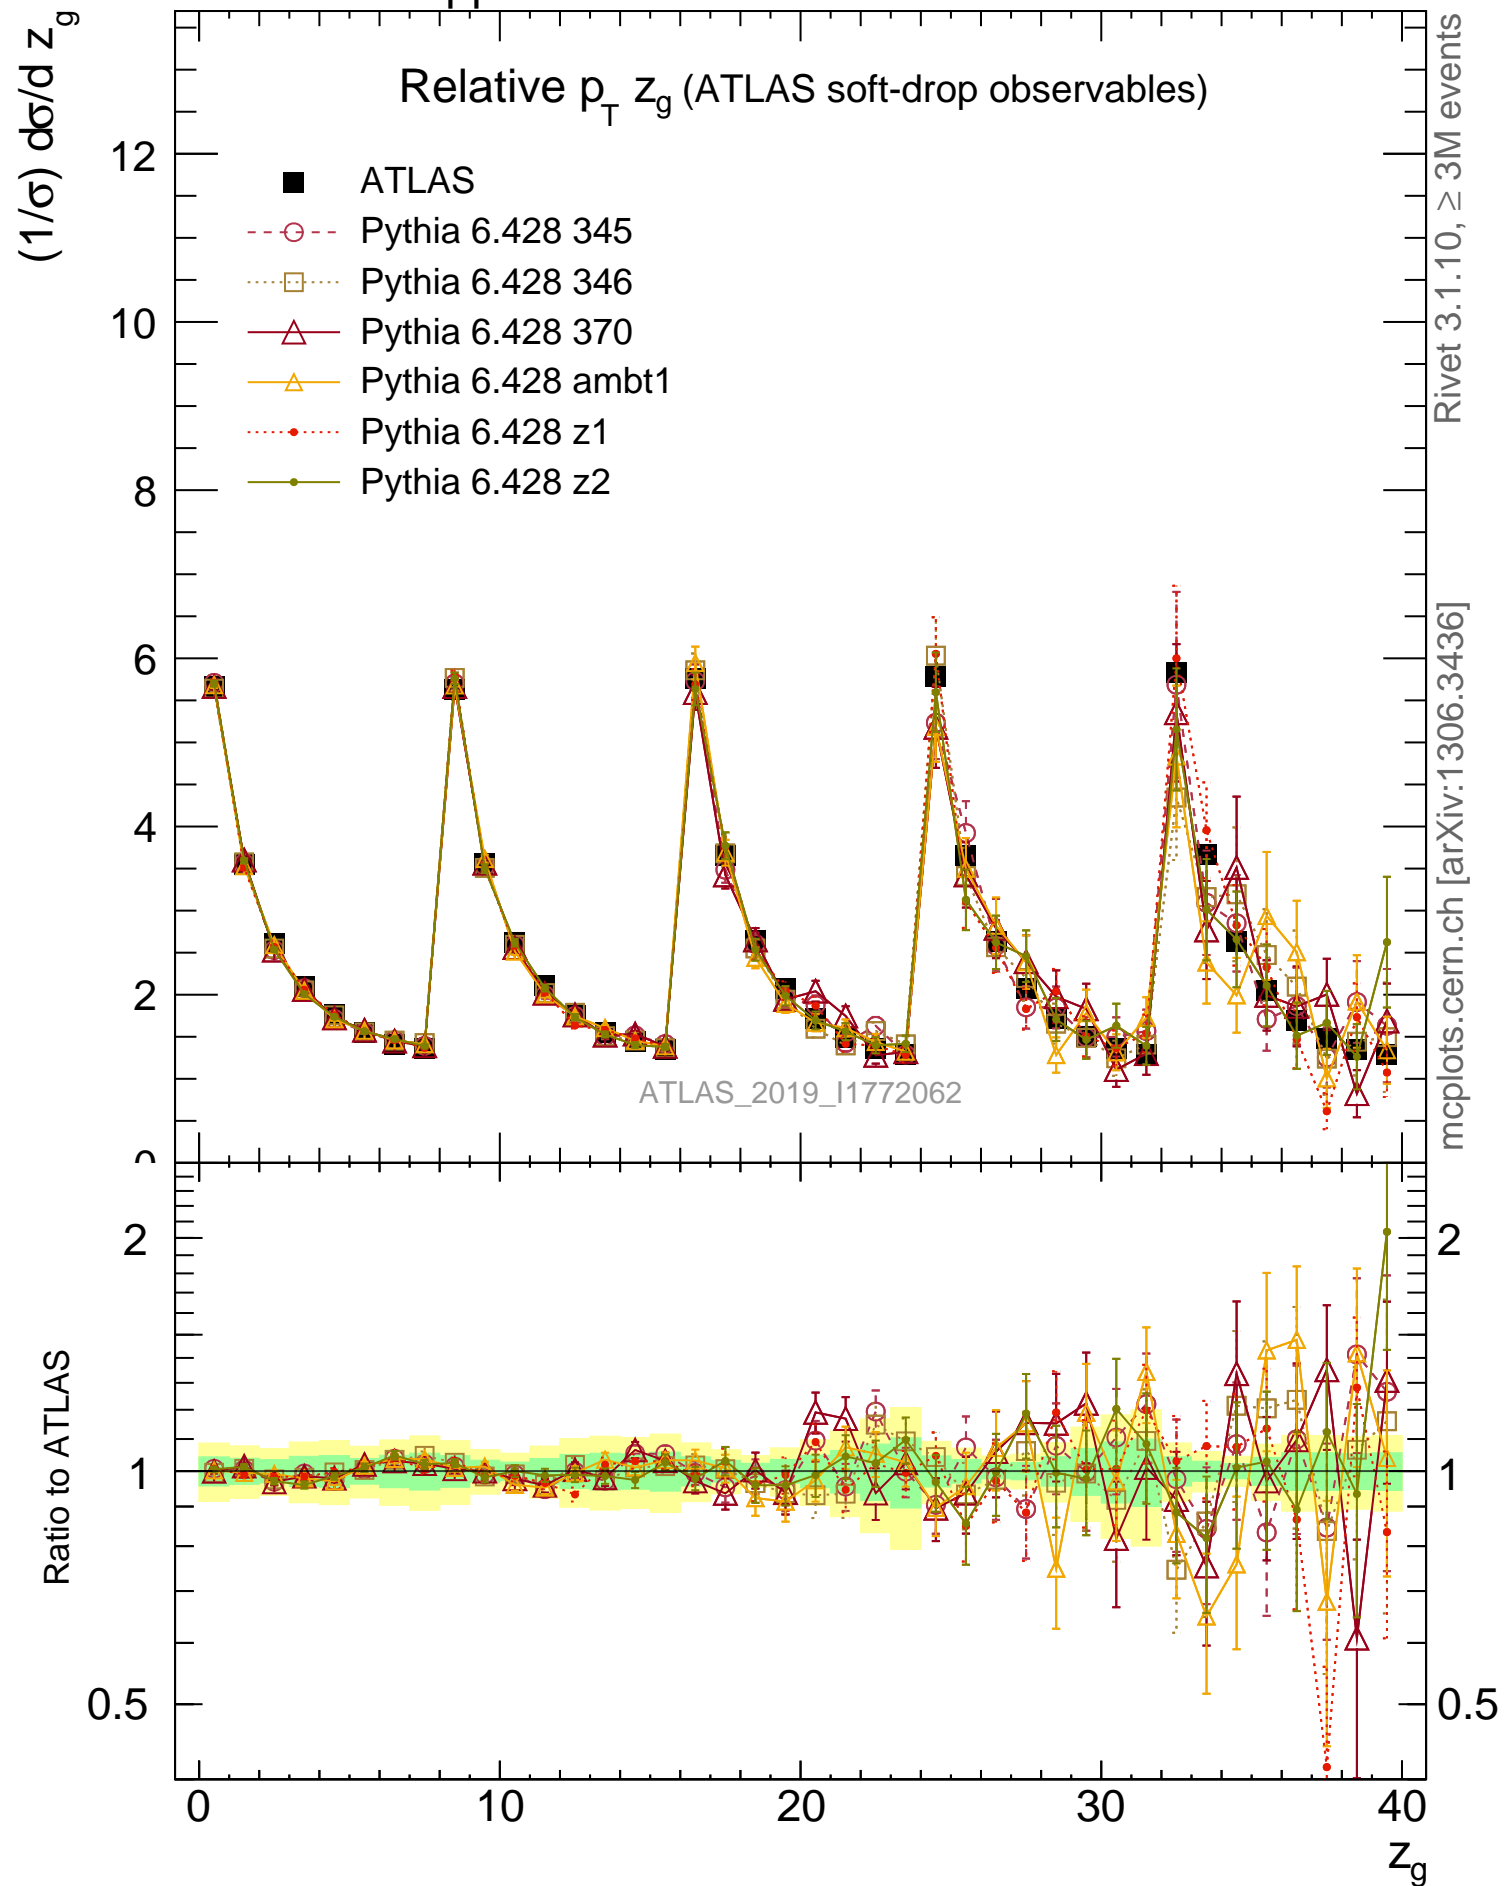 (1/σ) dσ/d z_g
Relative p_T z_g (ATLAS soft-drop observables)
ATLAS
Pythia 6.428 345
Pythia 6.428 346
Pythia 6.428 370
Pythia 6.428 ambt1
Pythia 6.428 z1
Pythia 6.428 z2
12
10
8
6
4
2
0
ATLAS_2019_I1772062
Rivet 3.1.10, ≥ 3M events
mcplots.cern.ch [arXiv:1306.3436]
Ratio to ATLAS
2
1
0.5
2
1
0.5
0
10
20
30
40
z_g